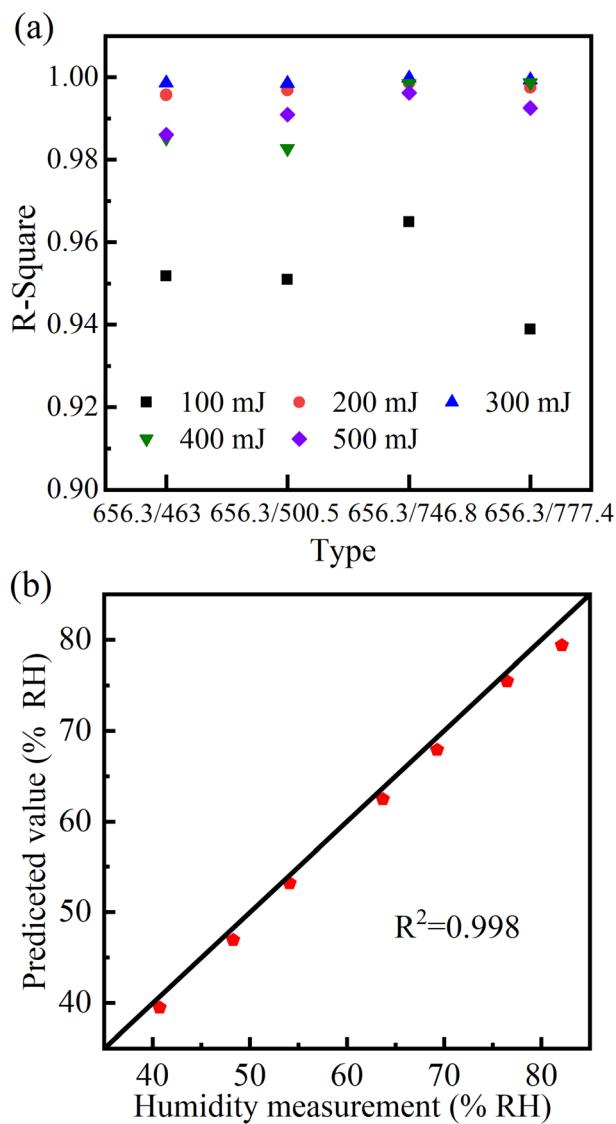 (a)
1.00
0.98
0.96
0.94
0.92
0.90
R-Square
100 mJ 200 mJ 300 mJ
400 mJ 500 mJ
656.3/463 656.3/500.5 656.3/746.8 656.3/777.4
Type
(b)
80
70
60
50
40
Prediceted value (% RH)
R²=0.998
40 50 60 70 80
Humidity measurement (% RH)